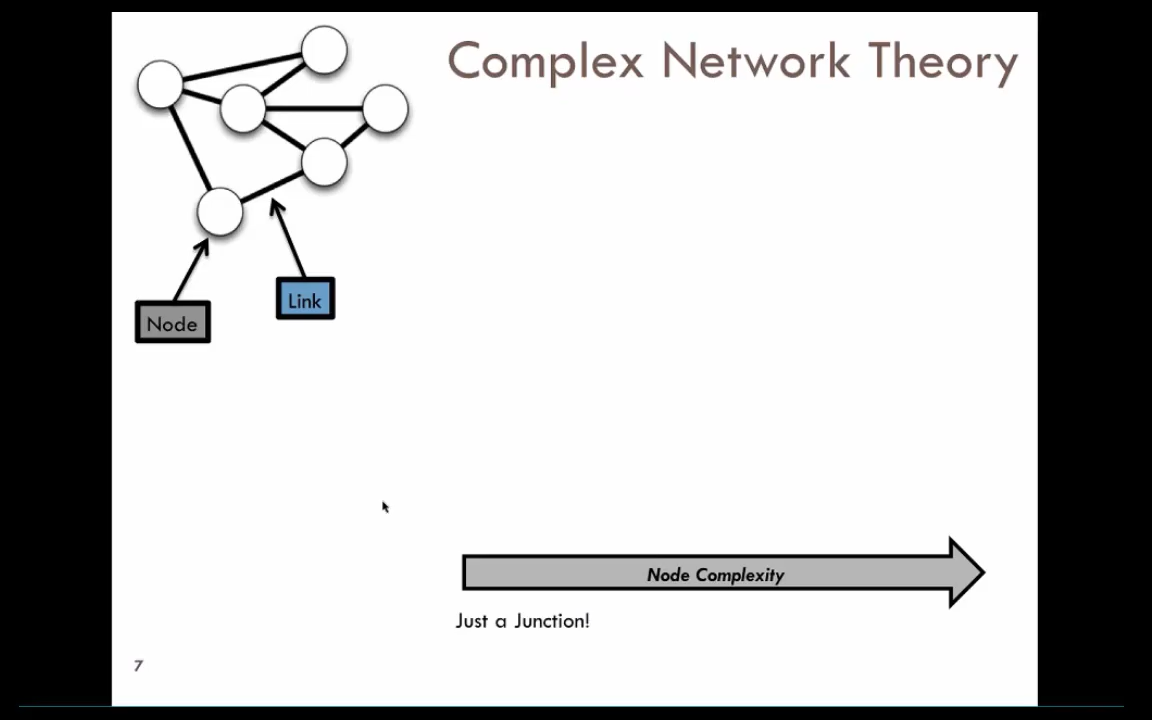 Complex Network Theory
Link
Node
Node Complexity
Just a Junction!
7